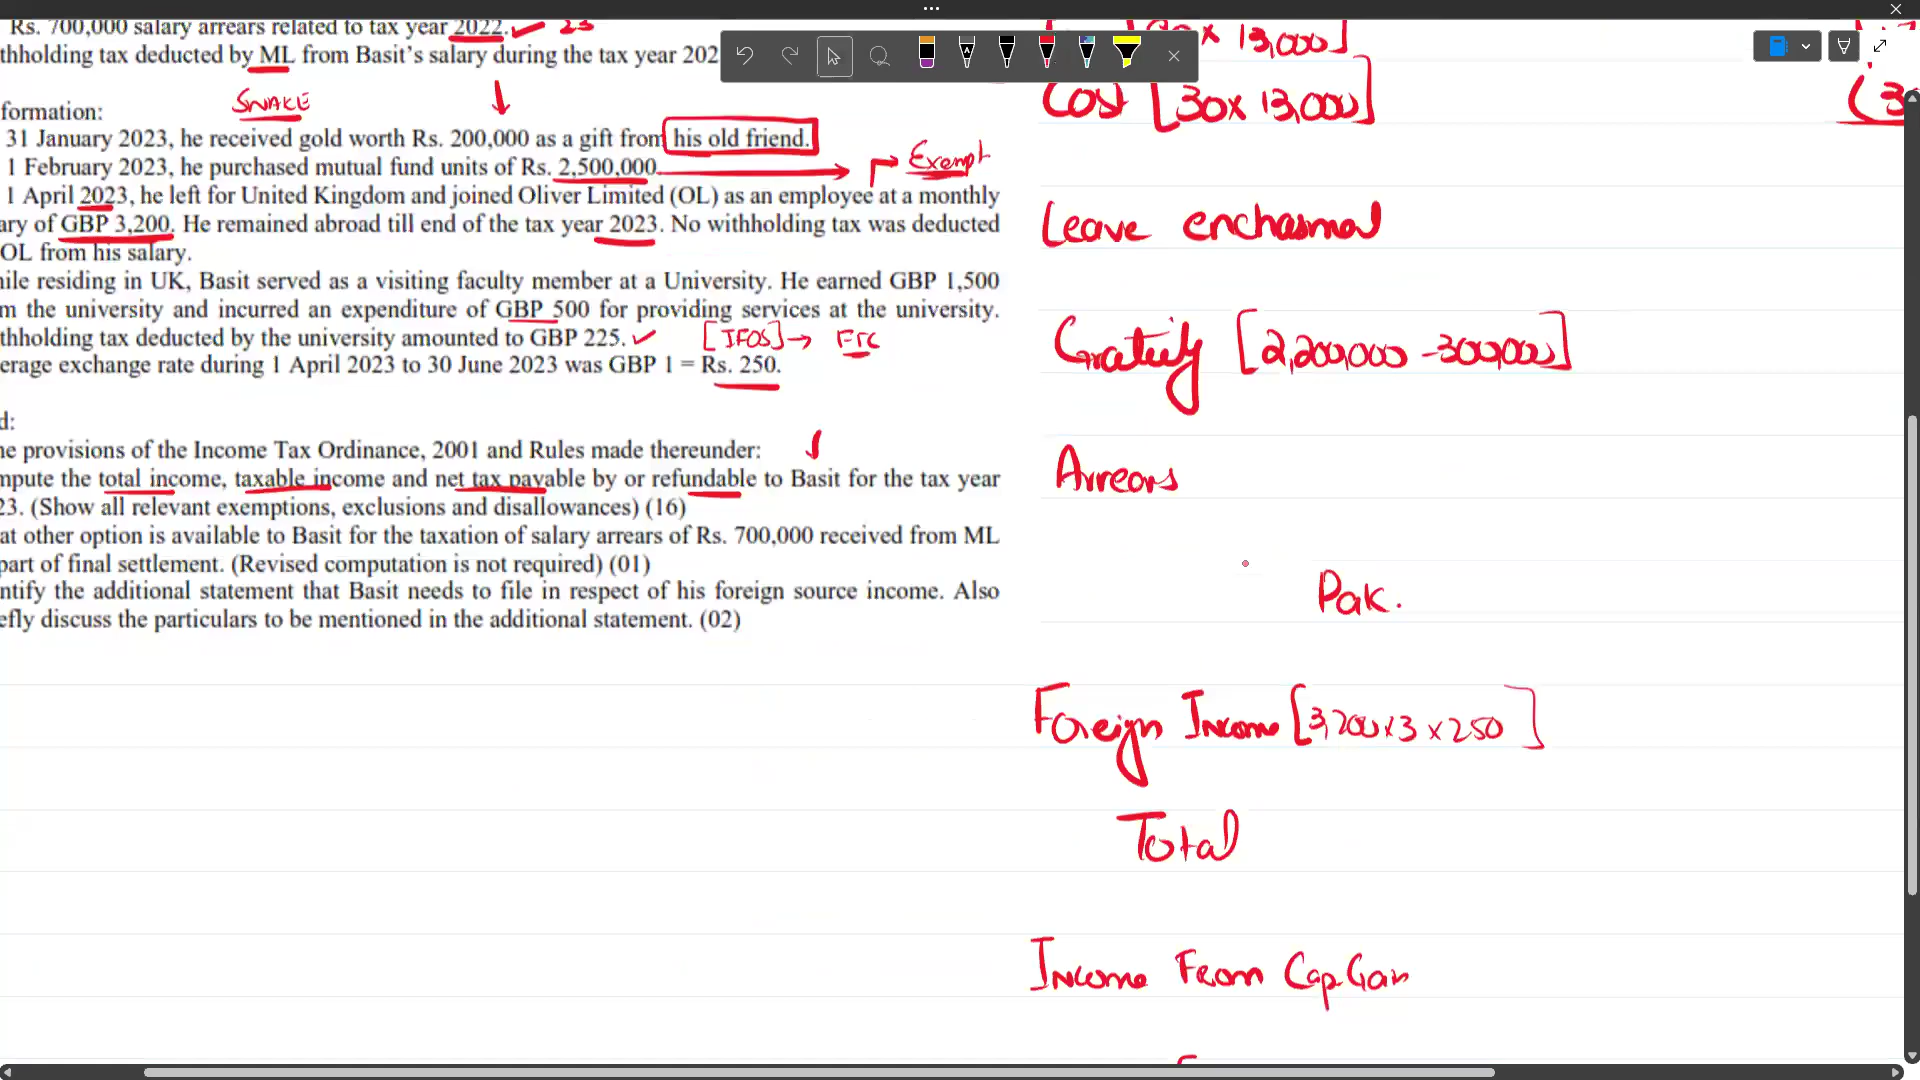 Rs. 700,000 salary arrears related to tax year 2022. 23
thholding tax deducted by ML from Basit's salary during the tax year 202
SNAKE
formation:
31 January 2023, he received gold worth Rs. 200,000 as a gift from his old friend.
1 February 2023, he purchased mutual fund units of Rs. 2,500,000
Exempt
1 April 2023, he left for United Kingdom and joined Oliver Limited (OL) as an employee at a monthly
ary of GBP 3,200. He remained abroad till end of the tax year 2023. No withholding tax was deducted
OL from his salary.
hile residing in UK, Basit served as a visiting faculty member at a University. He earned GBP 1,500
m the university and incurred an expenditure of GBP 500 for providing services at the university.
thholding tax deducted by the university amounted to GBP 225. [IFOS] → FTC
erage exchange rate during 1 April 2023 to 30 June 2023 was GBP 1 = Rs. 250.
d:
he provisions of the Income Tax Ordinance, 2001 and Rules made thereunder:
mpute the total income, taxable income and net tax payable by or refundable to Basit for the tax year
23. (Show all relevant exemptions, exclusions and disallowances) (16)
at other option is available to Basit for the taxation of salary arrears of Rs. 700,000 received from ML
part of final settlement. (Revised computation is not required) (01)
ntify the additional statement that Basit needs to file in respect of his foreign source income. Also
efly discuss the particulars to be mentioned in the additional statement. (02)
x 13,000]
Cost [30 x 13,000]
(3
Leave enchasmed
Gratuity [2,200,000 - 300,000]
Arrears
Pak.
Foreign Income [3,200 x 3 x 250]
Total
Income From Cap. Gain